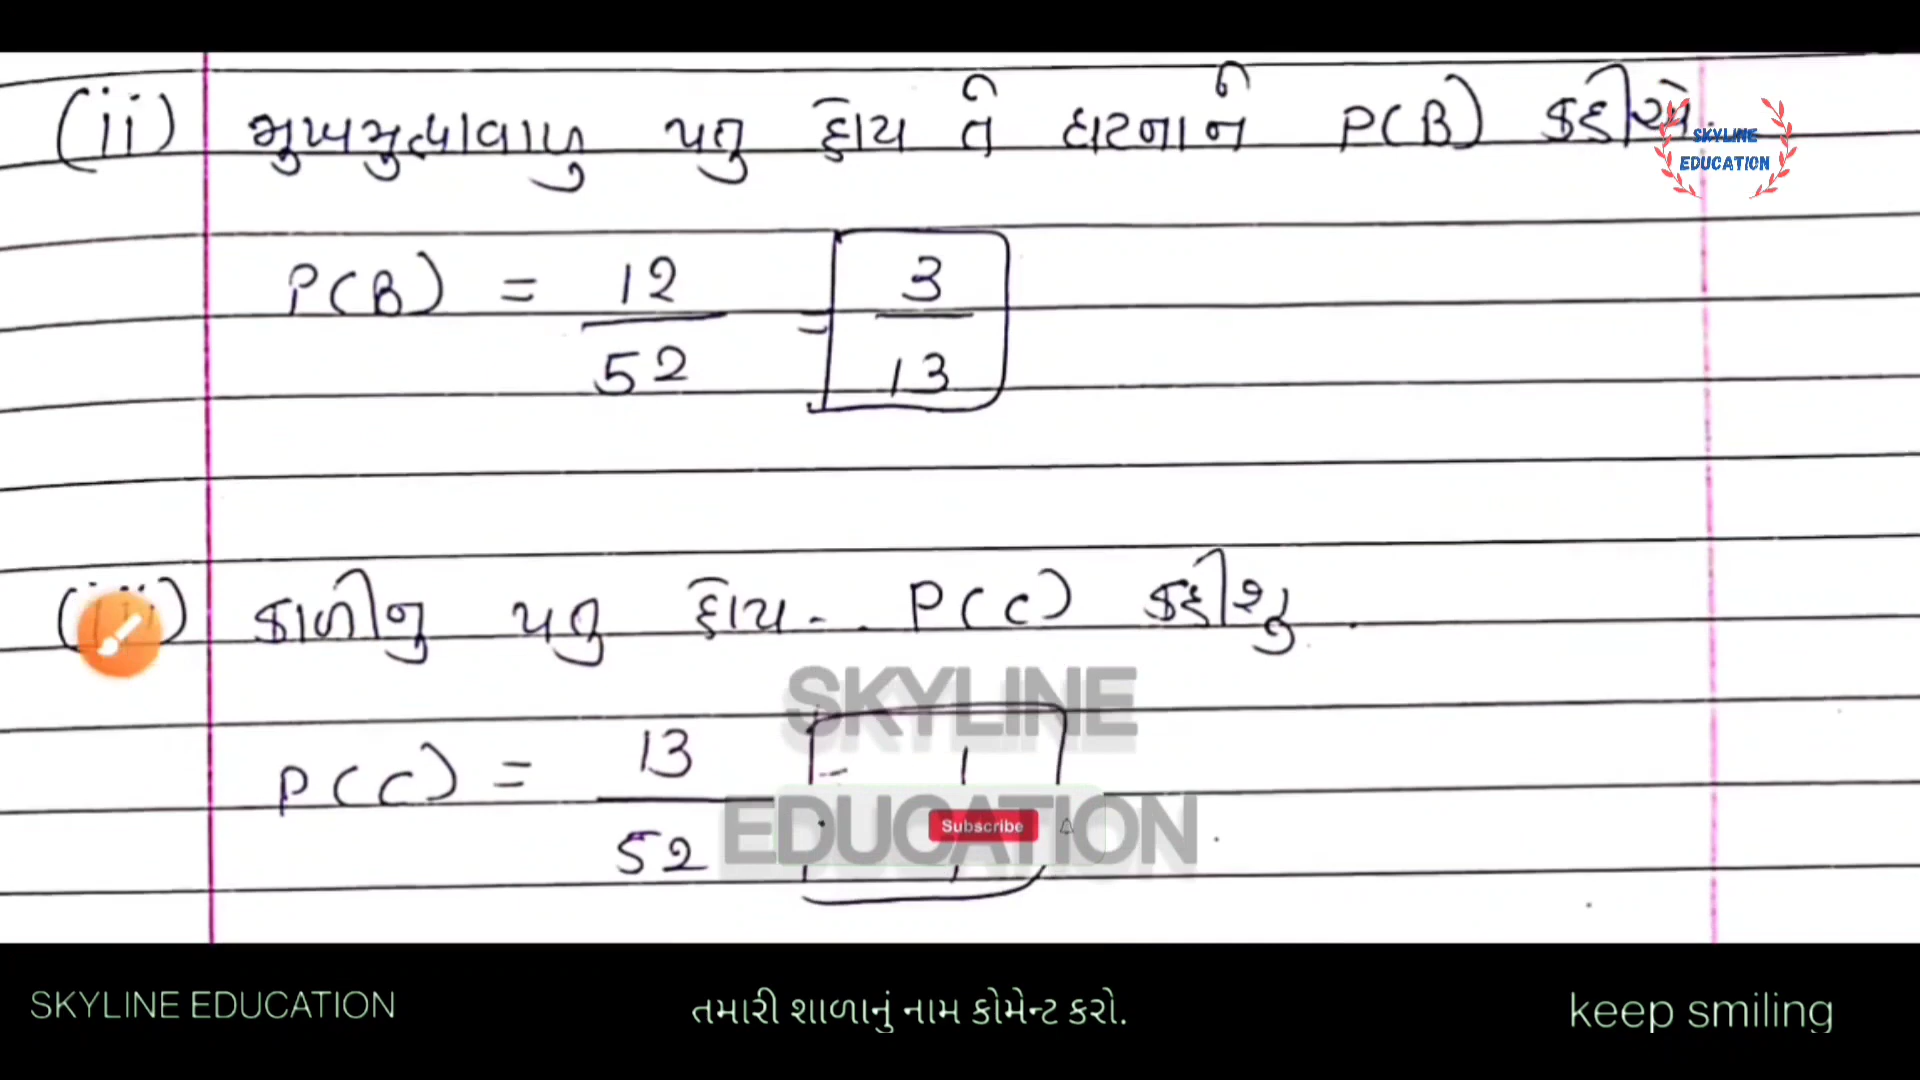 (ii) મુખમુદ્રાવાળુ પત્તુ હોય તે ઘટનાને P(B) કહીએ.
SKYLINE
EDUCATION
P(B) = 12/52 = 3/13
(iii) કાળીનુ પત્તુ હોય.. P(C) કહીશુ.
SKYLINE
P(C) = 13/52 = 1
EDUCATION
Subscribe
SKYLINE EDUCATION
તમારી શાળાનું નામ કોમેન્ટ કરો.
keep smiling